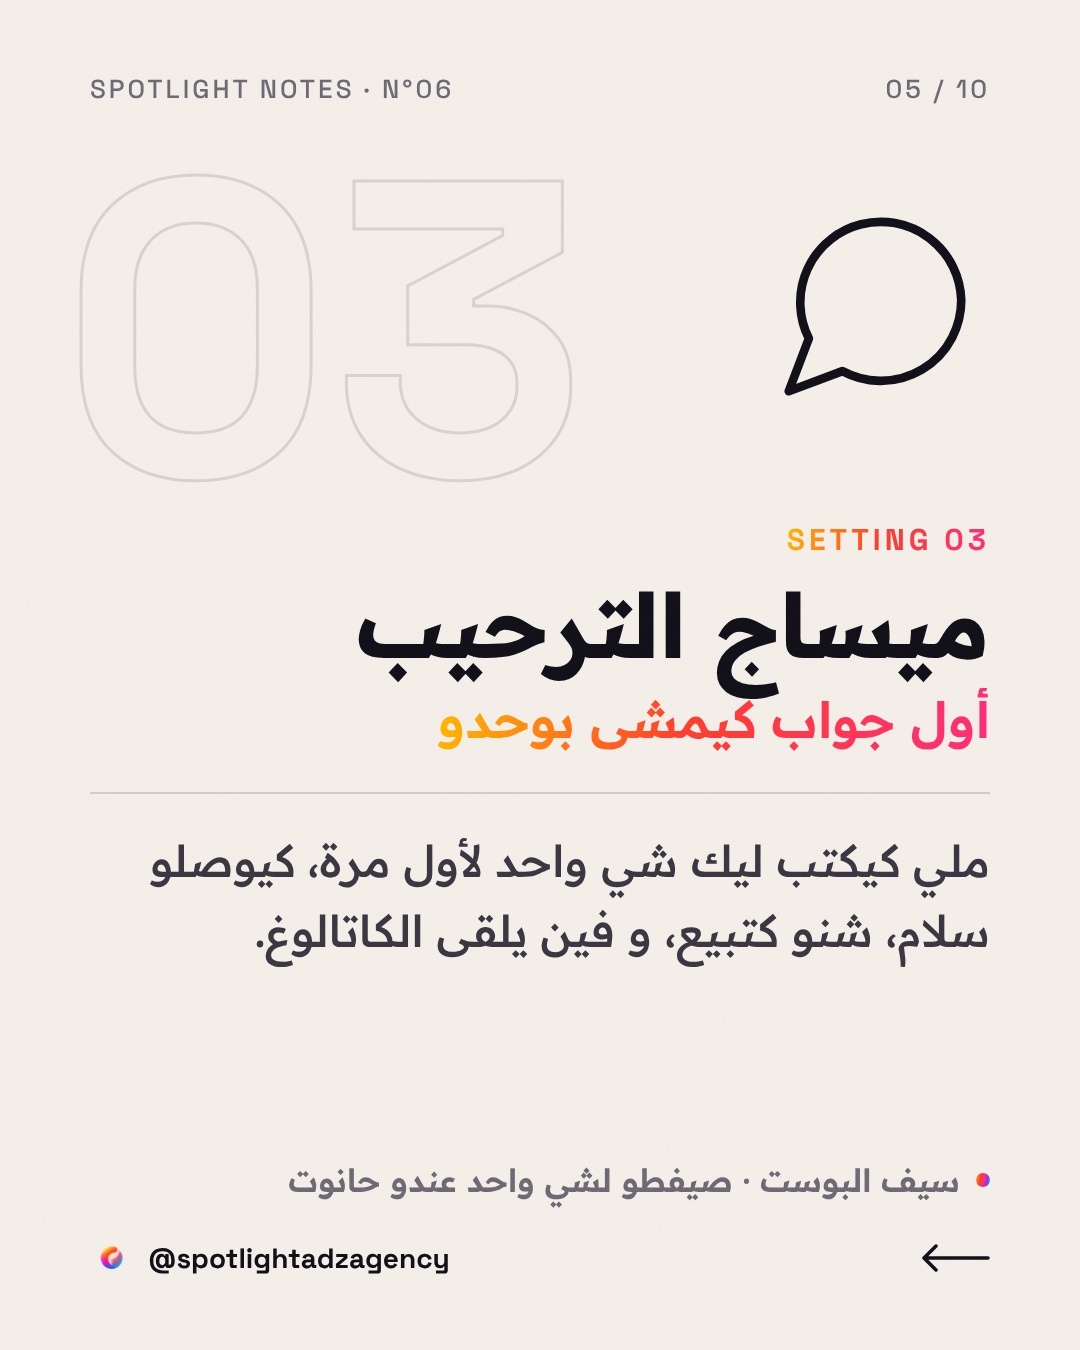 SPOTLIGHT NOTES · N°06
05 / 10
03
SETTING 03
ميساج الترحيب
أول جواب كيمشى بوحدو
ملي كيكتب ليك شي واحد لأول مرة، كيوصلو
سلام، شنو كتبيع، و فين يلقى الكاتالوغ.
سيف البوست · صيفطو لشي واحد عندو حانوت
@spotlightadzagency